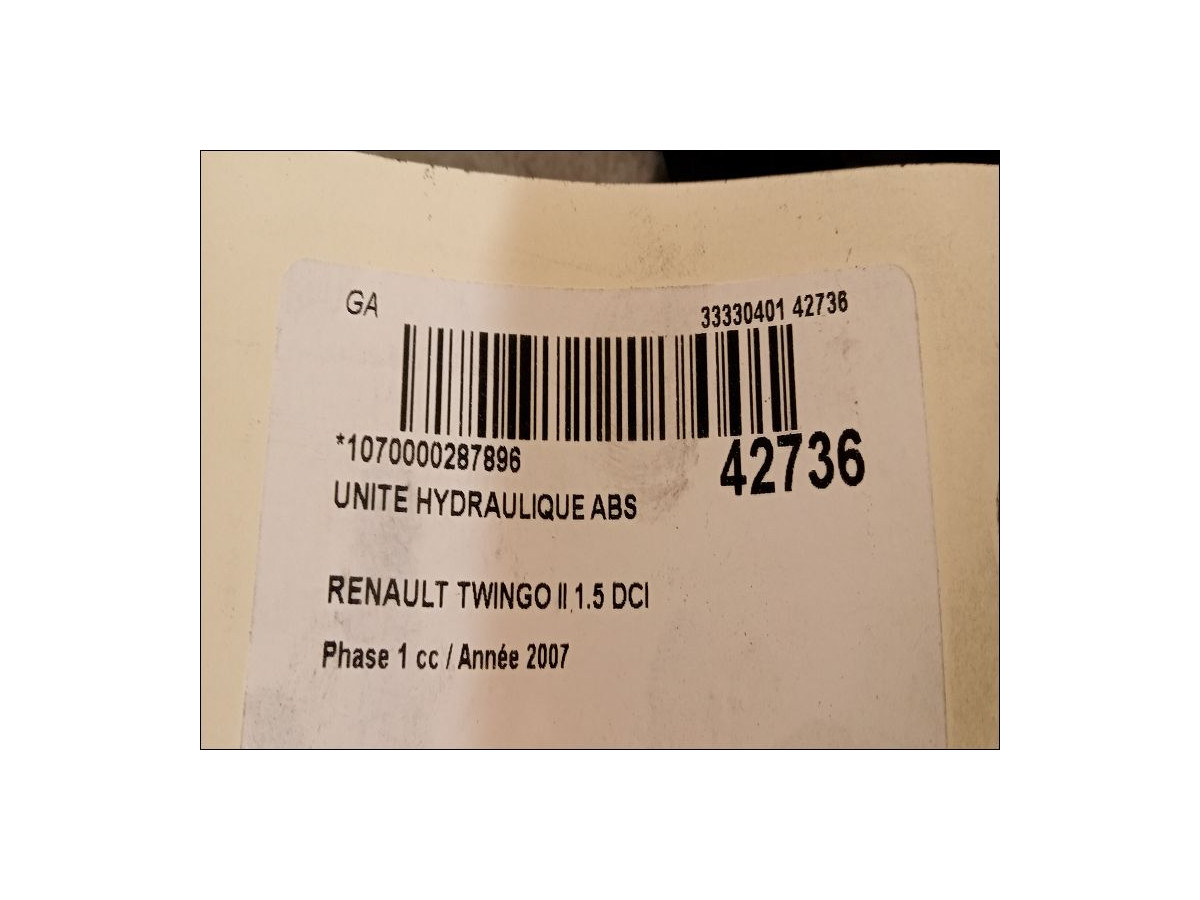 GA 33330401 42736
*1070000287896 42736
UNITE HYDRAULIQUE ABS
RENAULT TWINGO II 1.5 DCI
Phase 1 cc / Année 2007